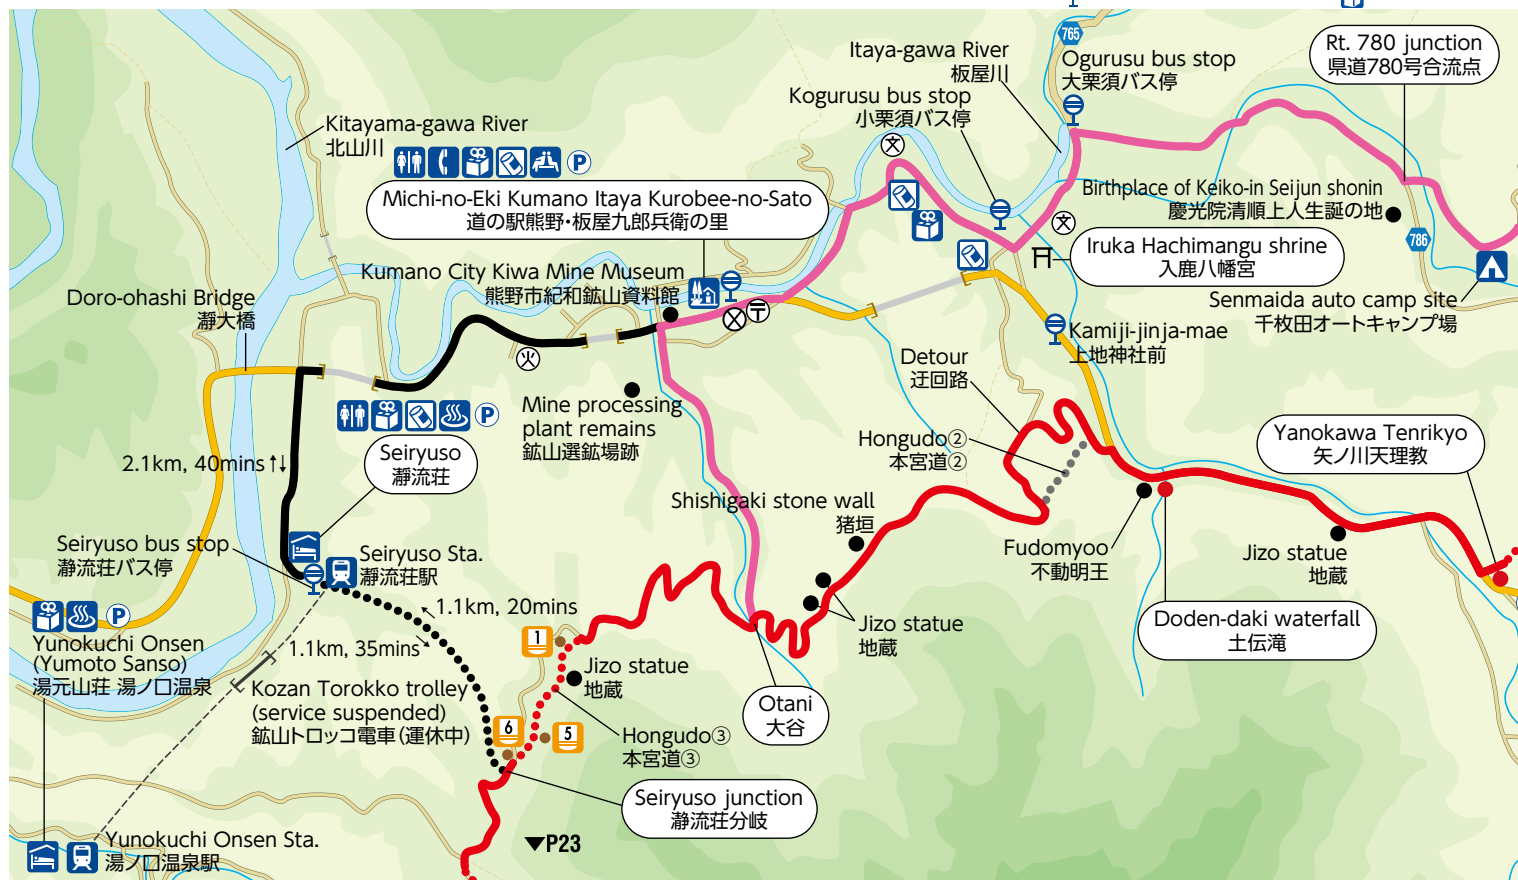 765
Rt. 780 junction
県道780号合流点
Itaya-gawa River
板屋川
Ogurusu bus stop
大栗須バス停
Kogurusu bus stop
小栗須バス停
Kitayama-gawa River
北山川
文
P
Michi-no-Eki Kumano Itaya Kurobee-no-Sato
道の駅熊野・板屋九郎兵衛の里
Birthplace of Keiko-in Seijun shonin
慶光院清順上人生誕の地
文
786
Iruka Hachimangu shrine
入鹿八幡宮
Kumano City Kiwa Mine Museum
熊野市紀和鉱山資料館
Senmaida auto camp site
千枚田オートキャンプ場
Doro-ohashi Bridge
瀞大橋
〒
Kamiji-jinja-mae
上地神社前
火
Detour
迂回路
Mine processing
plant remains
鉱山選鉱場跡
P
Seiryuso
瀞流荘
Hongudo②
本宮道②
Yanokawa Tenrikyo
矢ノ川天理教
2.1km, 40mins↑↓
Shishigaki stone wall
猪垣
Seiryuso bus stop
瀞流荘バス停
Seiryuso Sta.
瀞流荘駅
Fudomyoo
不動明王
Jizo statue
地蔵
1.1km, 20mins
1.1km, 35mins
P
Yunokuchi Onsen
(Yumoto Sanso)
湯元山荘 湯ノ口温泉
1
Jizo statue
地蔵
Jizo statue
地蔵
Doden-daki waterfall
土伝滝
Kozan Torokko trolley
(service suspended)
鉱山トロッコ電車(運休中)
Otani
大谷
6
5
Hongudo③
本宮道③
Seiryuso junction
瀞流荘分岐
▼P23
Yunokuchi Onsen Sta.
湯ノ口温泉駅